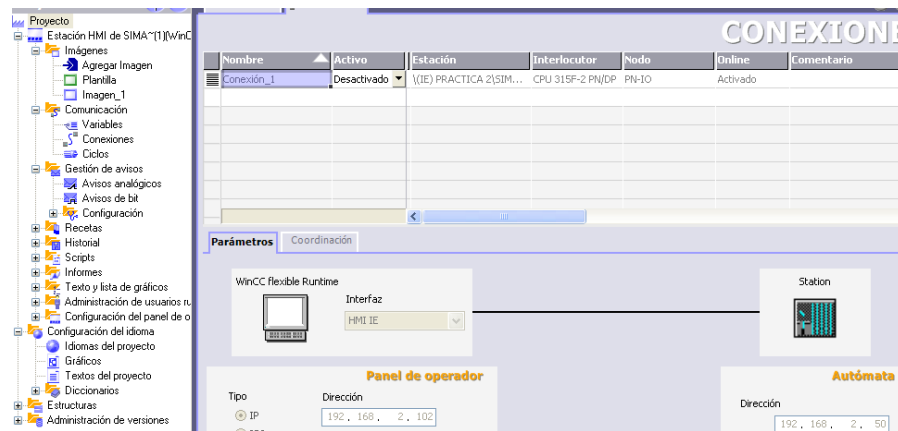 Proyecto
Estación HMI de SIMA~(1)(WinC
Imágenes
Agregar Imagen
Plantilla
Imagen_1
Comunicación
Variables
Conexiones
Ciclos
Gestión de avisos
Avisos analógicos
Avisos de bit
Configuración
Recetas
Historial
Scripts
Informes
Texto y lista de gráficos
Administración de usuarios ru
Configuración del panel de o
Configuración del idioma
Idiomas del proyecto
Gráficos
Textos del proyecto
Diccionarios
Estructuras
Administración de versiones
CONEXIONE
Nombre Activo Estación Interlocutor Nodo Online Comentario
Conexión_1 Desactivado \(IE) PRACTICA 2\SIM... CPU 315F-2 PN/DP PN-IO Activado
Parámetros Coordinación
WinCC flexible Runtime
Interfaz
HMI IE
Station
Panel de operador
Tipo Dirección
IP 192. 168. 2. 102
Autómata
Dirección
192. 168. 2. 50